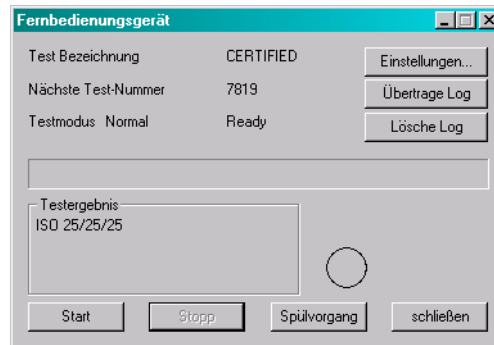 Fernbedienungsgerät
Test Bezeichnung CERTIFIED Einstellungen...
Nächste Test-Nummer 7819 Übertrage Log
Testmodus Normal Ready Lösche Log
Testergebnis
ISO 25/25/25
Start Stopp Spülvorgang schließen